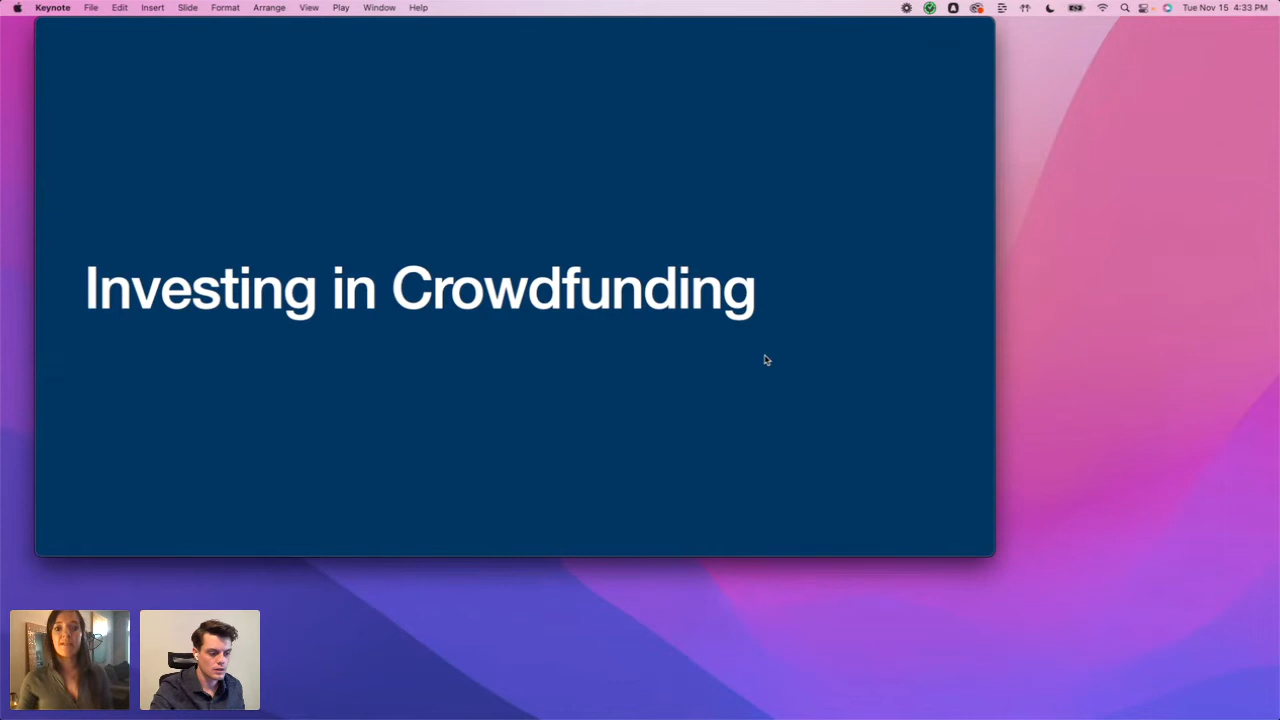 Keynote File Edit Insert Slide Format Arrange View Play Window Help Tue Nov 15 4:33 PM
Investing in Crowdfunding